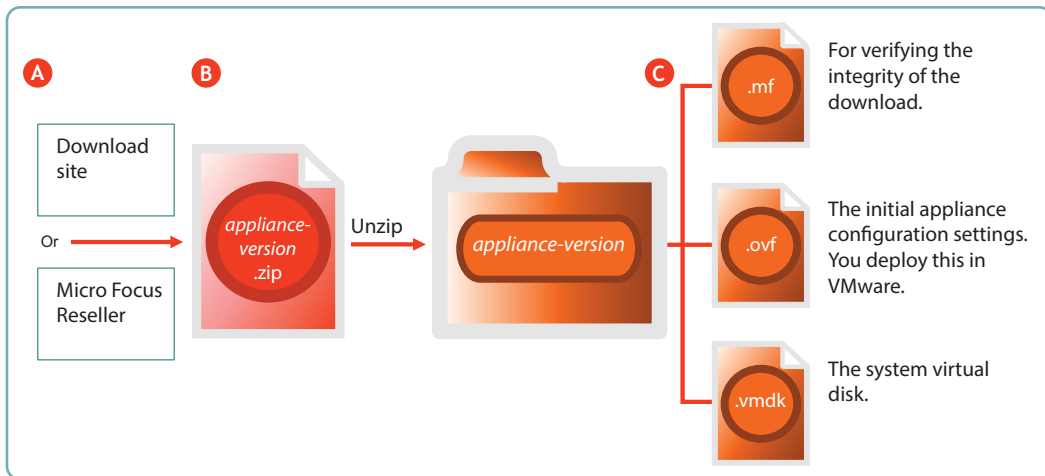 A
B
C
Download
site
Or
Micro Focus
Reseller
appliance-
version
.zip
Unzip
appliance-version
.mf
For verifying the
integrity of the
download.
.ovf
The initial appliance
configuration settings.
You deploy this in
VMware.
.vmdk
The system virtual
disk.